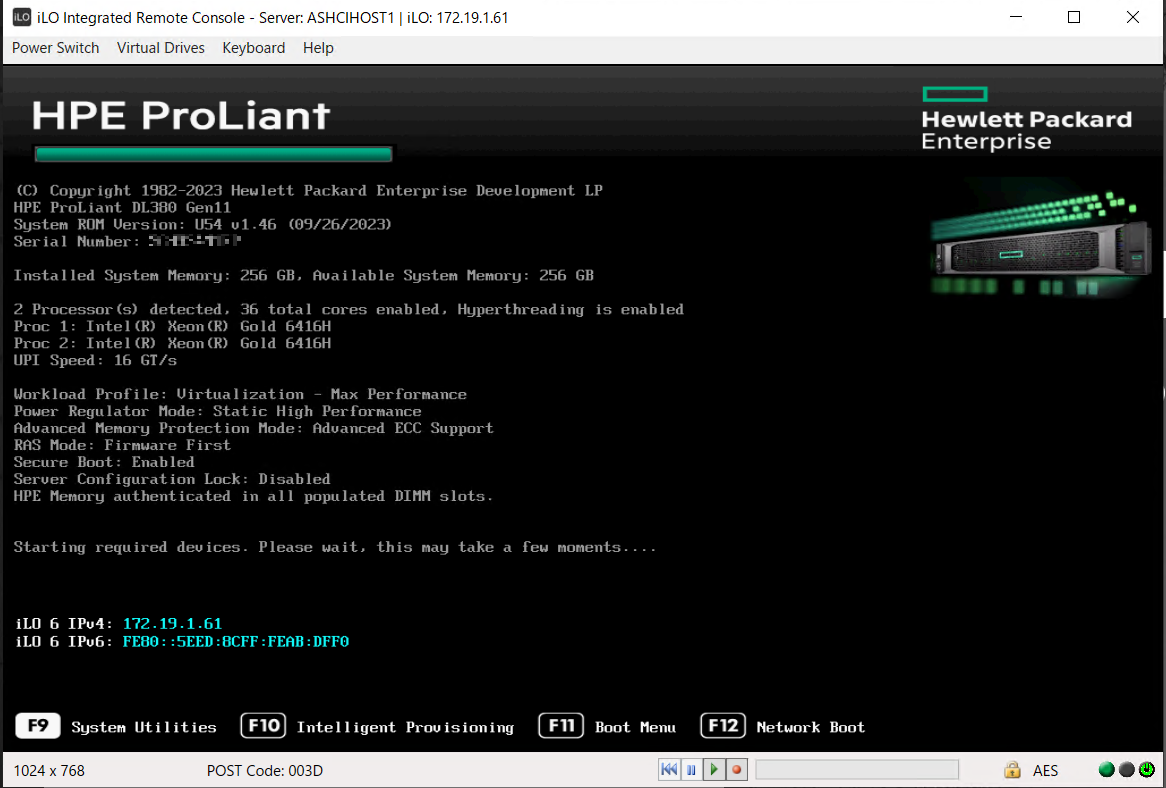 iLO Integrated Remote Console - Server: ASHCIHOST1 | iLO: 172.19.1.61
Power Switch Virtual Drives Keyboard Help
HPE ProLiant
Hewlett Packard
Enterprise
(C) Copyright 1982-2023 Hewlett Packard Enterprise Development LP
HPE ProLiant DL380 Gen11
System ROM Version: U54 v1.46 (09/26/2023)
Serial Number:
Installed System Memory: 256 GB, Available System Memory: 256 GB
2 Processor(s) detected, 36 total cores enabled, Hyperthreading is enabled
Proc 1: Intel(R) Xeon(R) Gold 6416H
Proc 2: Intel(R) Xeon(R) Gold 6416H
UPI Speed: 16 GT/s
Workload Profile: Virtualization - Max Performance
Power Regulator Mode: Static High Performance
Advanced Memory Protection Mode: Advanced ECC Support
RAS Mode: Firmware First
Secure Boot: Enabled
Server Configuration Lock: Disabled
HPE Memory authenticated in all populated DIMM slots.
Starting required devices. Please wait, this may take a few moments....
iLO 6 IPv4: 172.19.1.61
iLO 6 IPv6: FE80::5EED:8CFF:FEAB:DFF0
F9 System Utilities F10 Intelligent Provisioning F11 Boot Menu F12 Network Boot
1024 x 768 POST Code: 003D AES